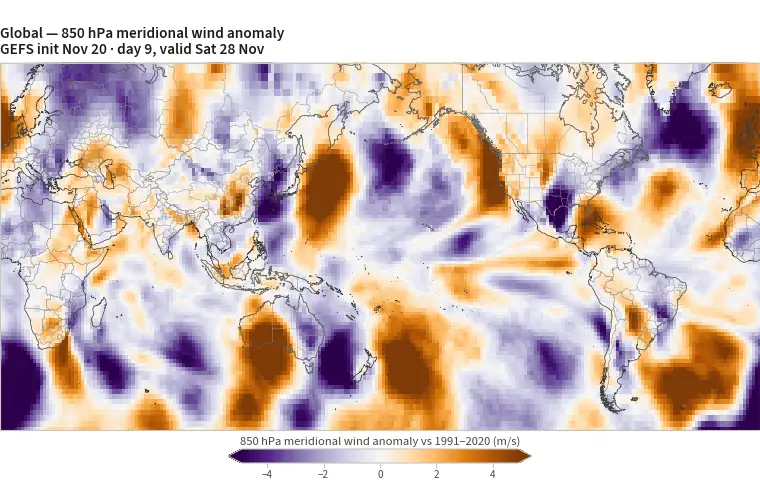 Global — 850 hPa meridional wind anomaly
GEFS init Nov 20 · day 9, valid Sat 28 Nov
850 hPa meridional wind anomaly vs 1991–2020 (m/s)
−4 −2 0 2 4